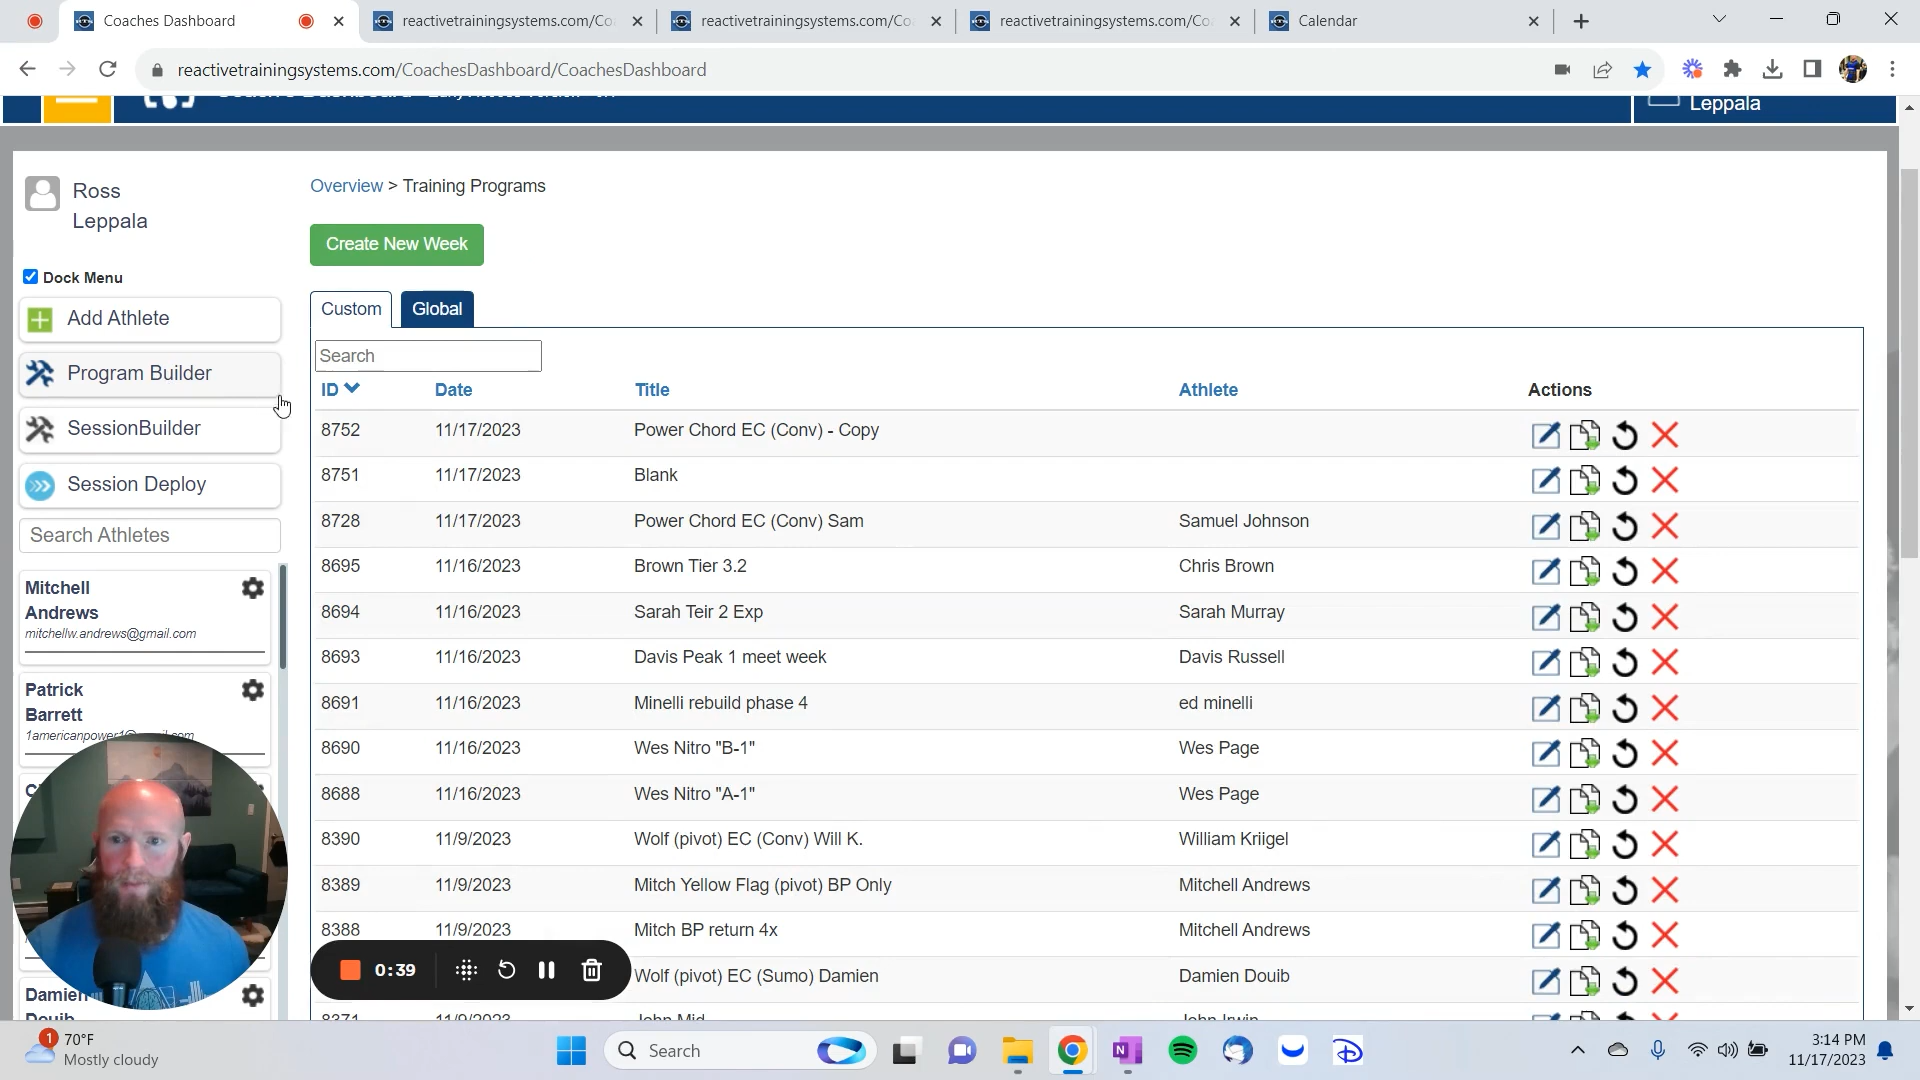 Coaches Dashboard
reactivetrainingsystems.com/Co
reactivetrainingsystems.com/Co
reactivetrainingsystems.com/Co
Calendar
reactivetrainingsystems.com/CoachesDashboard/CoachesDashboard
Leppala
Ross
Leppala
Dock Menu
Add Athlete
Program Builder
SessionBuilder
Session Deploy
Search Athletes
Mitchell
Andrews
mitchellw.andrews@gmail.com
Patrick
Barrett
Damien
Overview > Training Programs
Create New Week
Custom Global
Search
ID Date Title Athlete Actions
8752 11/17/2023 Power Chord EC (Conv) - Copy
8751 11/17/2023 Blank
8728 11/17/2023 Power Chord EC (Conv) Sam Samuel Johnson
8695 11/16/2023 Brown Tier 3.2 Chris Brown
8694 11/16/2023 Sarah Teir 2 Exp Sarah Murray
8693 11/16/2023 Davis Peak 1 meet week Davis Russell
8691 11/16/2023 Minelli rebuild phase 4 ed minelli
8690 11/16/2023 Wes Nitro "B-1" Wes Page
8688 11/16/2023 Wes Nitro "A-1" Wes Page
8390 11/9/2023 Wolf (pivot) EC (Conv) Will K. William Kriigel
8389 11/9/2023 Mitch Yellow Flag (pivot) BP Only Mitchell Andrews
8388 11/9/2023 Mitch BP return 4x Mitchell Andrews
Wolf (pivot) EC (Sumo) Damien Damien Douib
0:39
1
70°F
Mostly cloudy
Search
3:14 PM
11/17/2023